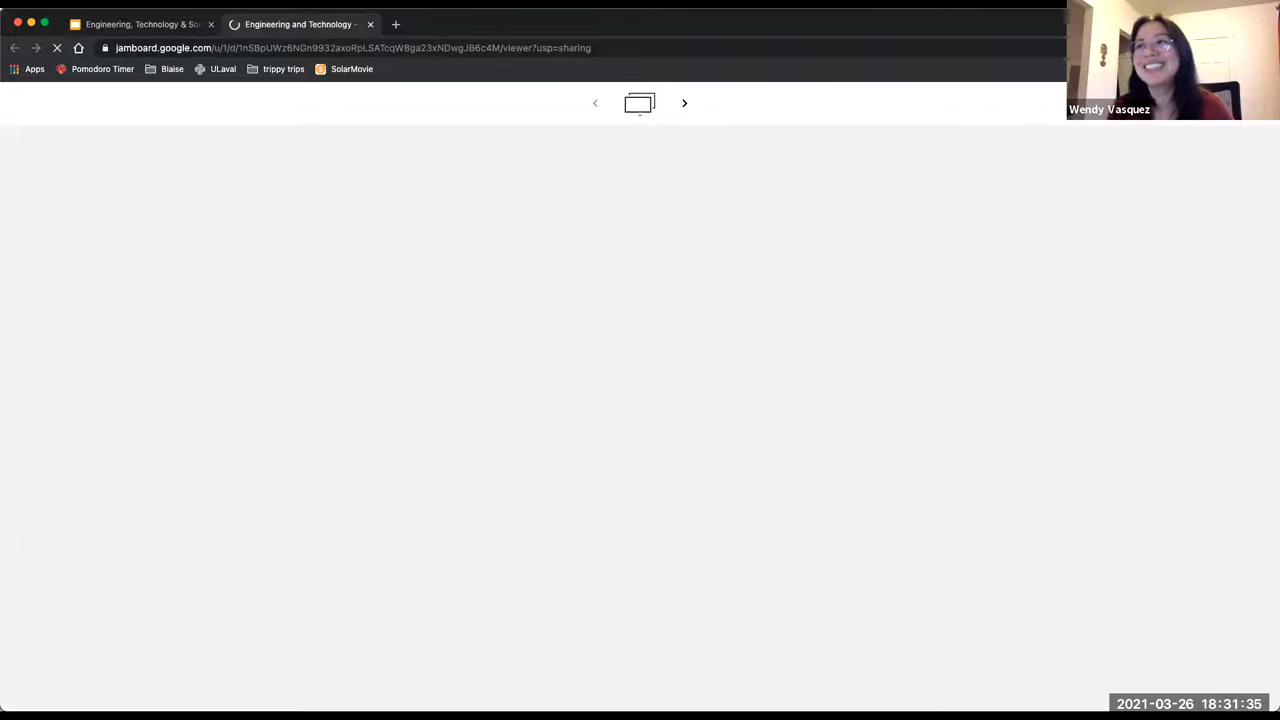 Engineering, Technology & So
Engineering and Technology -
jamboard.google.com/u/1/d/1nSBpUWz6NGn9932axoRpLSATcqW8ga23xNDwgJB6c4M/viewer?usp=sharing
Apps Pomodoro Timer Blaise ULaval trippy trips SolarMovie
Wendy Vasquez
2021-03-26 18:31:35